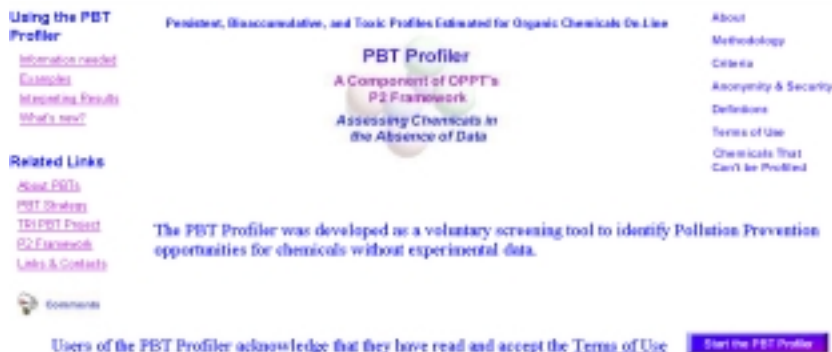 Using the PBT
Profiler
Information needed
Examples
Interpreting Results
What's new?
Related Links
About PBTs
PBT Strategy
TRI PBT Project
P2 Framework
Links & Contacts
Comments
Persistent, Bioaccumulative, and Toxic Profiles Estimated for Organic Chemicals On-Line
PBT Profiler
A Component of OPPT's
P2 Framework
Assessing Chemicals in
the Absence of Data
About
Methodology
Criteria
Anonymity & Security
Definitions
Terms of Use
Chemicals That
Can't be Profiled
The PBT Profiler was developed as a voluntary screening tool to identify Pollution Prevention
opportunities for chemicals without experimental data.
Users of the PBT Profiler acknowledge that they have read and accept the Terms of Use
Start the PBT Profiler